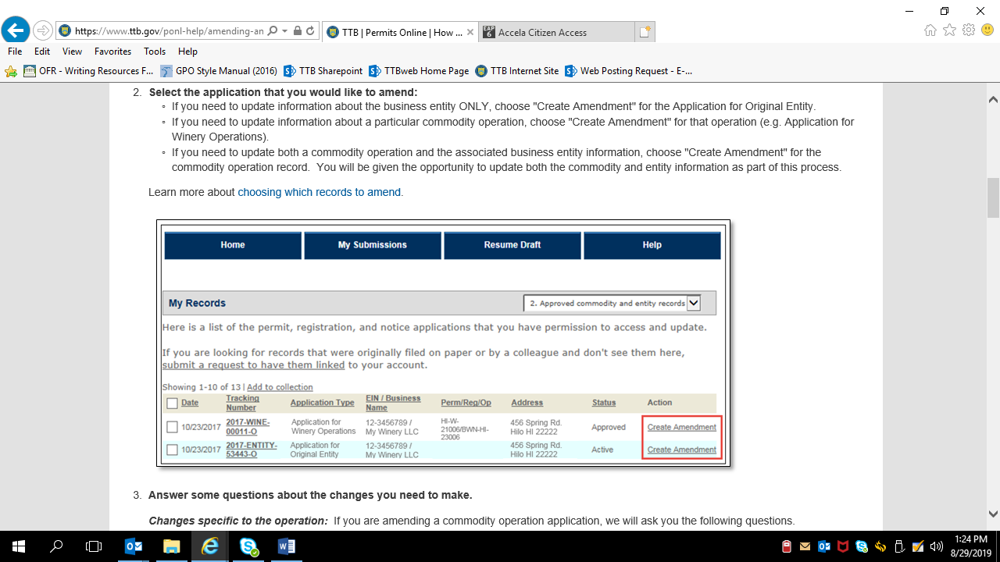 https://www.ttb.gov/ponl-help/amending-an
TTB | Permits Online | How ...
EAP 6
Accela Citizen Access
File Edit View Favorites Tools Help
OFR - Writing Resources F... GPO Style Manual (2016) TTB Sharepoint TTBweb Home Page TTB Internet Site Web Posting Request - E-...
2. Select the application that you would like to amend:
◦ If you need to update information about the business entity ONLY, choose "Create Amendment" for the Application for Original Entity.
◦ If you need to update information about a particular commodity operation, choose "Create Amendment" for that operation (e.g. Application for
Winery Operations).
◦ If you need to update both a commodity operation and the associated business entity information, choose "Create Amendment" for the
commodity operation record. You will be given the opportunity to update both the commodity and entity information as part of this process.
Learn more about choosing which records to amend.
Home My Submissions Resume Draft Help
My Records 2. Approved commodity and entity records
Here is a list of the permit, registration, and notice applications that you have permission to access and update.
If you are looking for records that were originally filed on paper or by a colleague and don't see them here,
submit a request to have them linked to your account.
Showing 1-10 of 13 | Add to collection
Date Tracking Number Application Type EIN / Business Name Perm/Reg/Op Address Status Action
10/23/2017 2017-WINE-00011-O Application for Winery Operations 12-3456789 / My Winery LLC HI-W-21006/BWN-HI-23006 456 Spring Rd. Hilo HI 22222 Approved Create Amendment
10/23/2017 2017-ENTITY-53443-O Application for Original Entity 12-3456789 / My Winery LLC 456 Spring Rd. Hilo HI 22222 Active Create Amendment
3. Answer some questions about the changes you need to make.
Changes specific to the operation: If you are amending a commodity operation application, we will ask you the following questions.
1:24 PM
8/29/2019